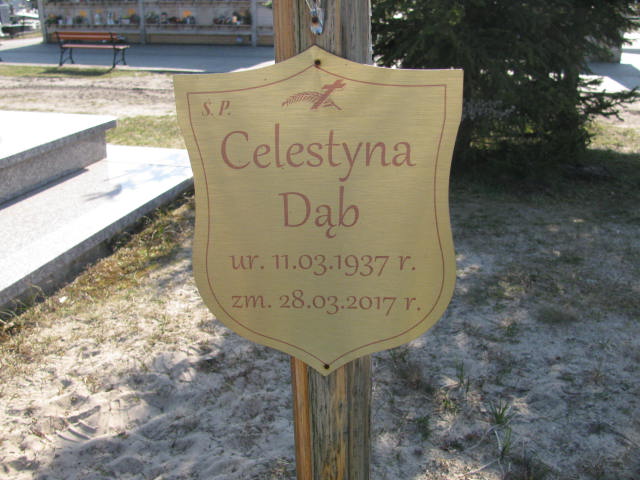 S. P.
Celestyna
Dąb
ur. 11.03.1937 r.
zm. 28.03.2017 r.